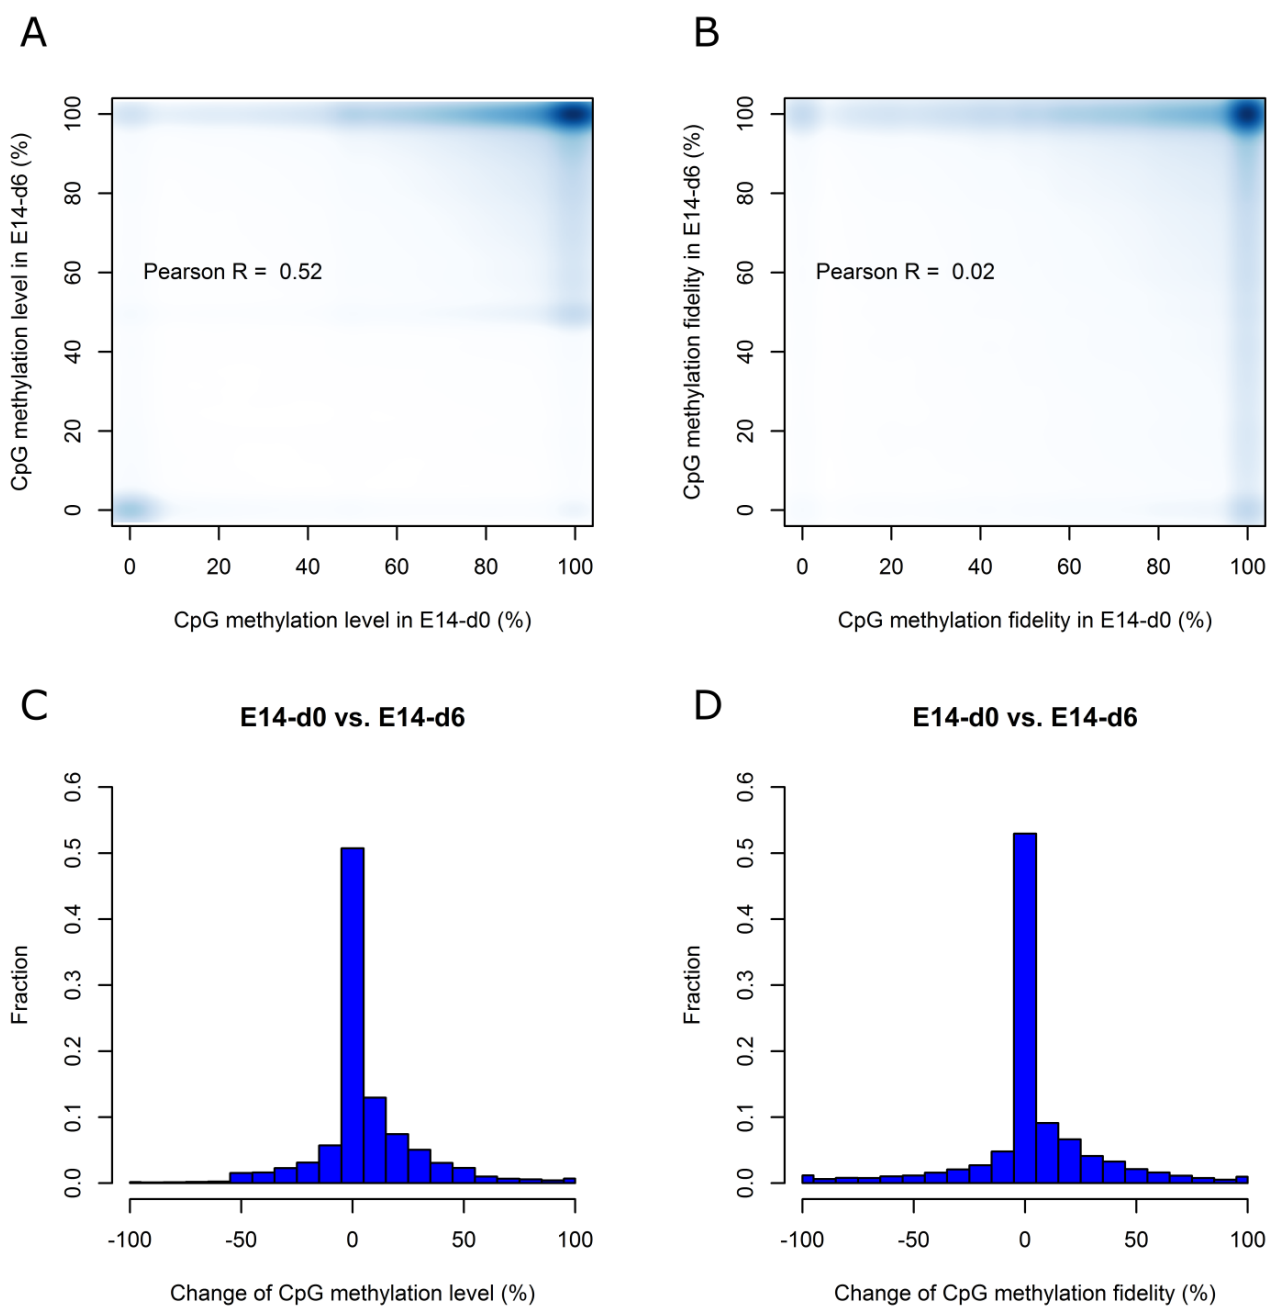 A
CpG methylation level in E14-d6 (%)
100
80
60
40
20
0
Pearson R = 0.52
0 20 40 60 80 100
CpG methylation level in E14-d0 (%)
B
CpG methylation fidelity in E14-d6 (%)
100
80
60
40
20
0
Pearson R = 0.02
0 20 40 60 80 100
CpG methylation fidelity in E14-d0 (%)
C
E14-d0 vs. E14-d6
Fraction
0.6
0.5
0.4
0.3
0.2
0.1
0.0
-100 -50 0 50 100
Change of CpG methylation level (%)
D
E14-d0 vs. E14-d6
Fraction
0.6
0.5
0.4
0.3
0.2
0.1
0.0
-100 -50 0 50 100
Change of CpG methylation fidelity (%)